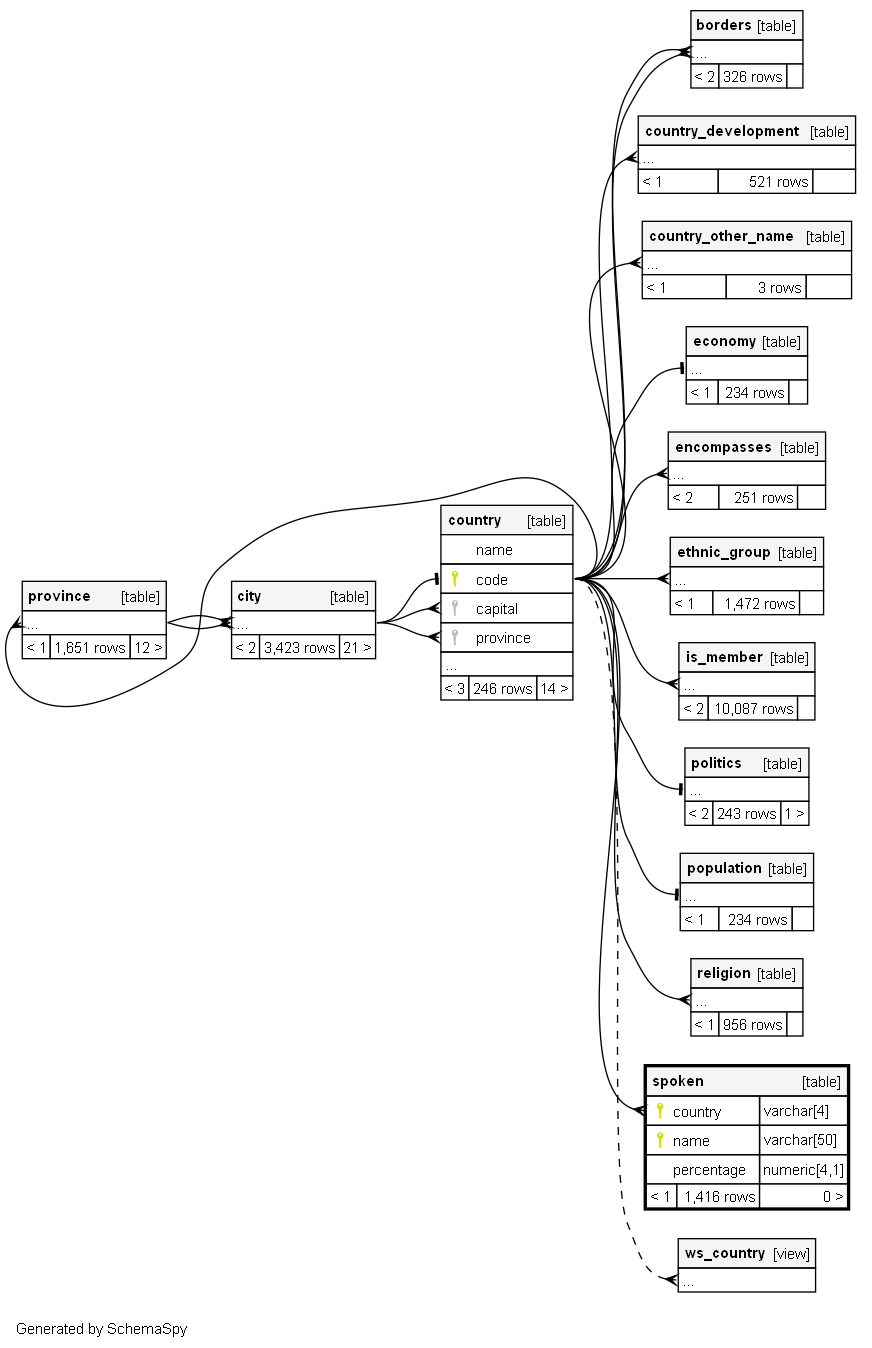 borders [table]
...
< 2 326 rows
country_development [table]
...
< 1 521 rows
country_other_name [table]
...
< 1 3 rows
economy [table]
...
< 1 234 rows
encompasses [table]
...
< 2 251 rows
country [table]
name
code
capital
province
...
< 3 246 rows 14 >
ethnic_group [table]
...
< 1 1,472 rows
province [table]
...
< 1 1,651 rows 12 >
city [table]
...
< 2 3,423 rows 21 >
is_member [table]
...
< 2 10,087 rows
politics [table]
...
< 2 243 rows 1 >
population [table]
...
< 1 234 rows
religion [table]
...
< 1 956 rows
spoken [table]
country varchar[4]
name varchar[50]
percentage numeric[4,1]
< 1 1,416 rows 0 >
ws_country [view]
...
Generated by SchemaSpy